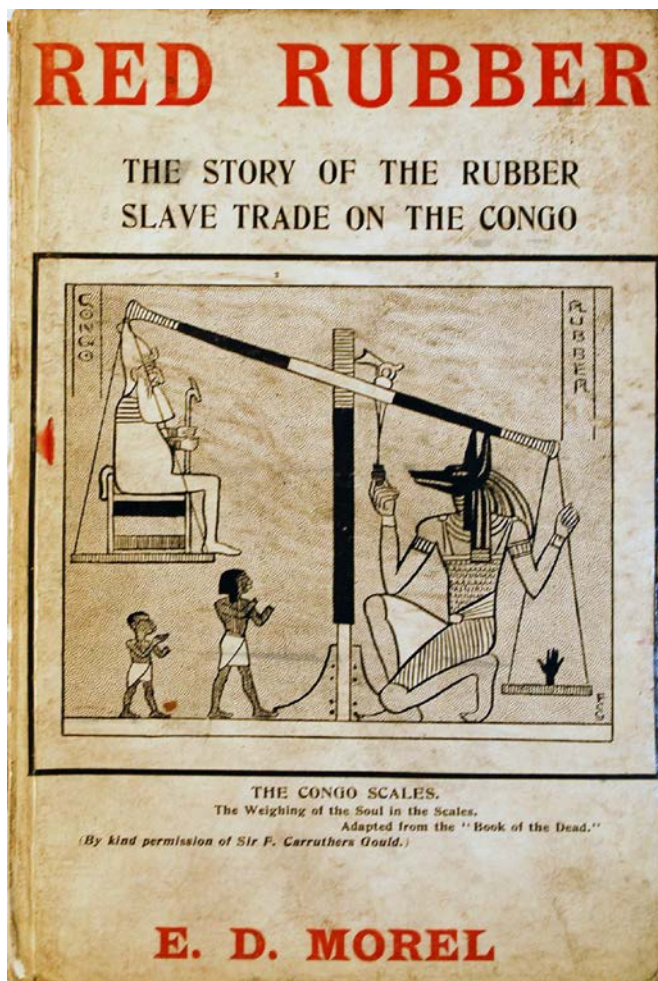 RED RUBBER
THE STORY OF THE RUBBER
SLAVE TRADE ON THE CONGO
CONGO
RUBBER
F.C.G
THE CONGO SCALES.
The Weighing of the Soul in the Scales.
Adapted from the "Book of the Dead."
(By kind permission of Sir F. Carruthers Gould.)
E. D. MOREL